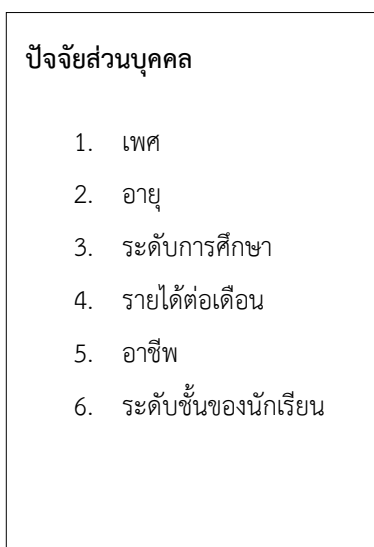 ปัจจัยส่วนบุคคล
1. เพศ
2. อายุ
3. ระดับการศึกษา
4. รายได้ต่อเดือน
5. อาชีพ
6. ระดับชั้นของนักเรียน